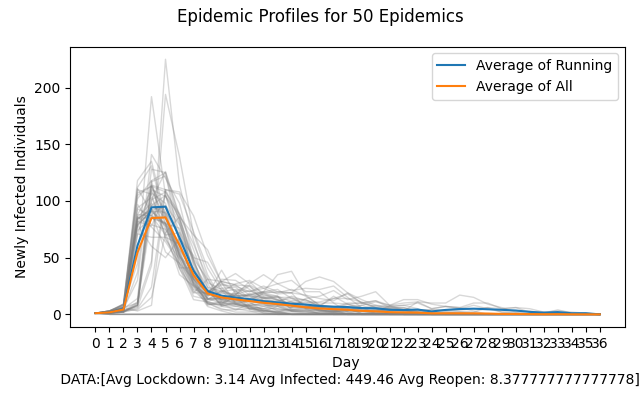 Epidemic Profiles for 50 Epidemics
Average of Running
Average of All
Newly Infected Individuals
200
150
100
50
0
0 1 2 3 4 5 6 7 8 9 10 11 12 13 14 15 16 17 18 19 20 21 22 23 24 25 26 27 28 29 30 31 32 33 34 35 36
Day
DATA:[Avg Lockdown: 3.14 Avg Infected: 449.46 Avg Reopen: 8.377777777777778]